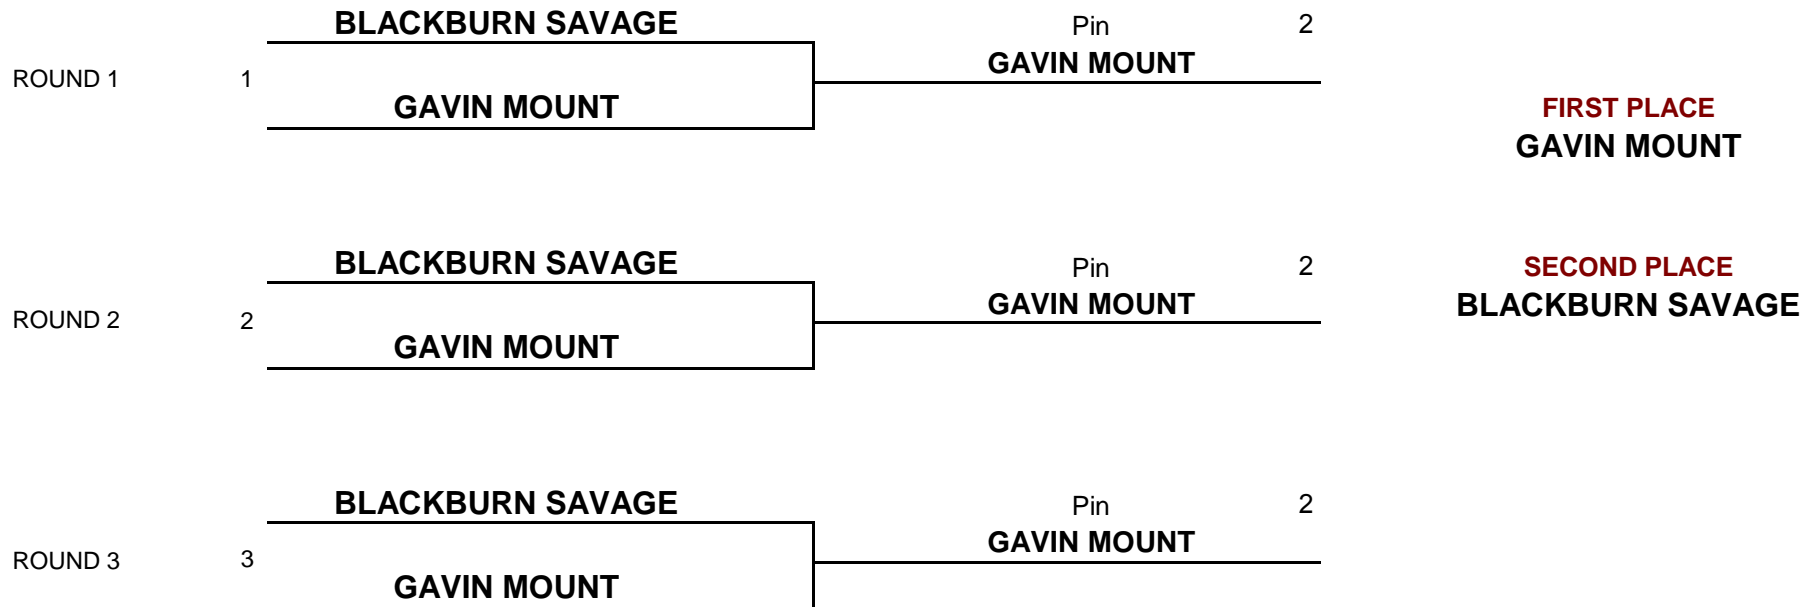 BLACKBURN SAVAGE
Pin 2
GAVIN MOUNT
ROUND 1 1
GAVIN MOUNT
FIRST PLACE
GAVIN MOUNT
BLACKBURN SAVAGE
Pin 2
GAVIN MOUNT
ROUND 2 2
GAVIN MOUNT
SECOND PLACE
BLACKBURN SAVAGE
BLACKBURN SAVAGE
Pin 2
GAVIN MOUNT
ROUND 3 3
GAVIN MOUNT